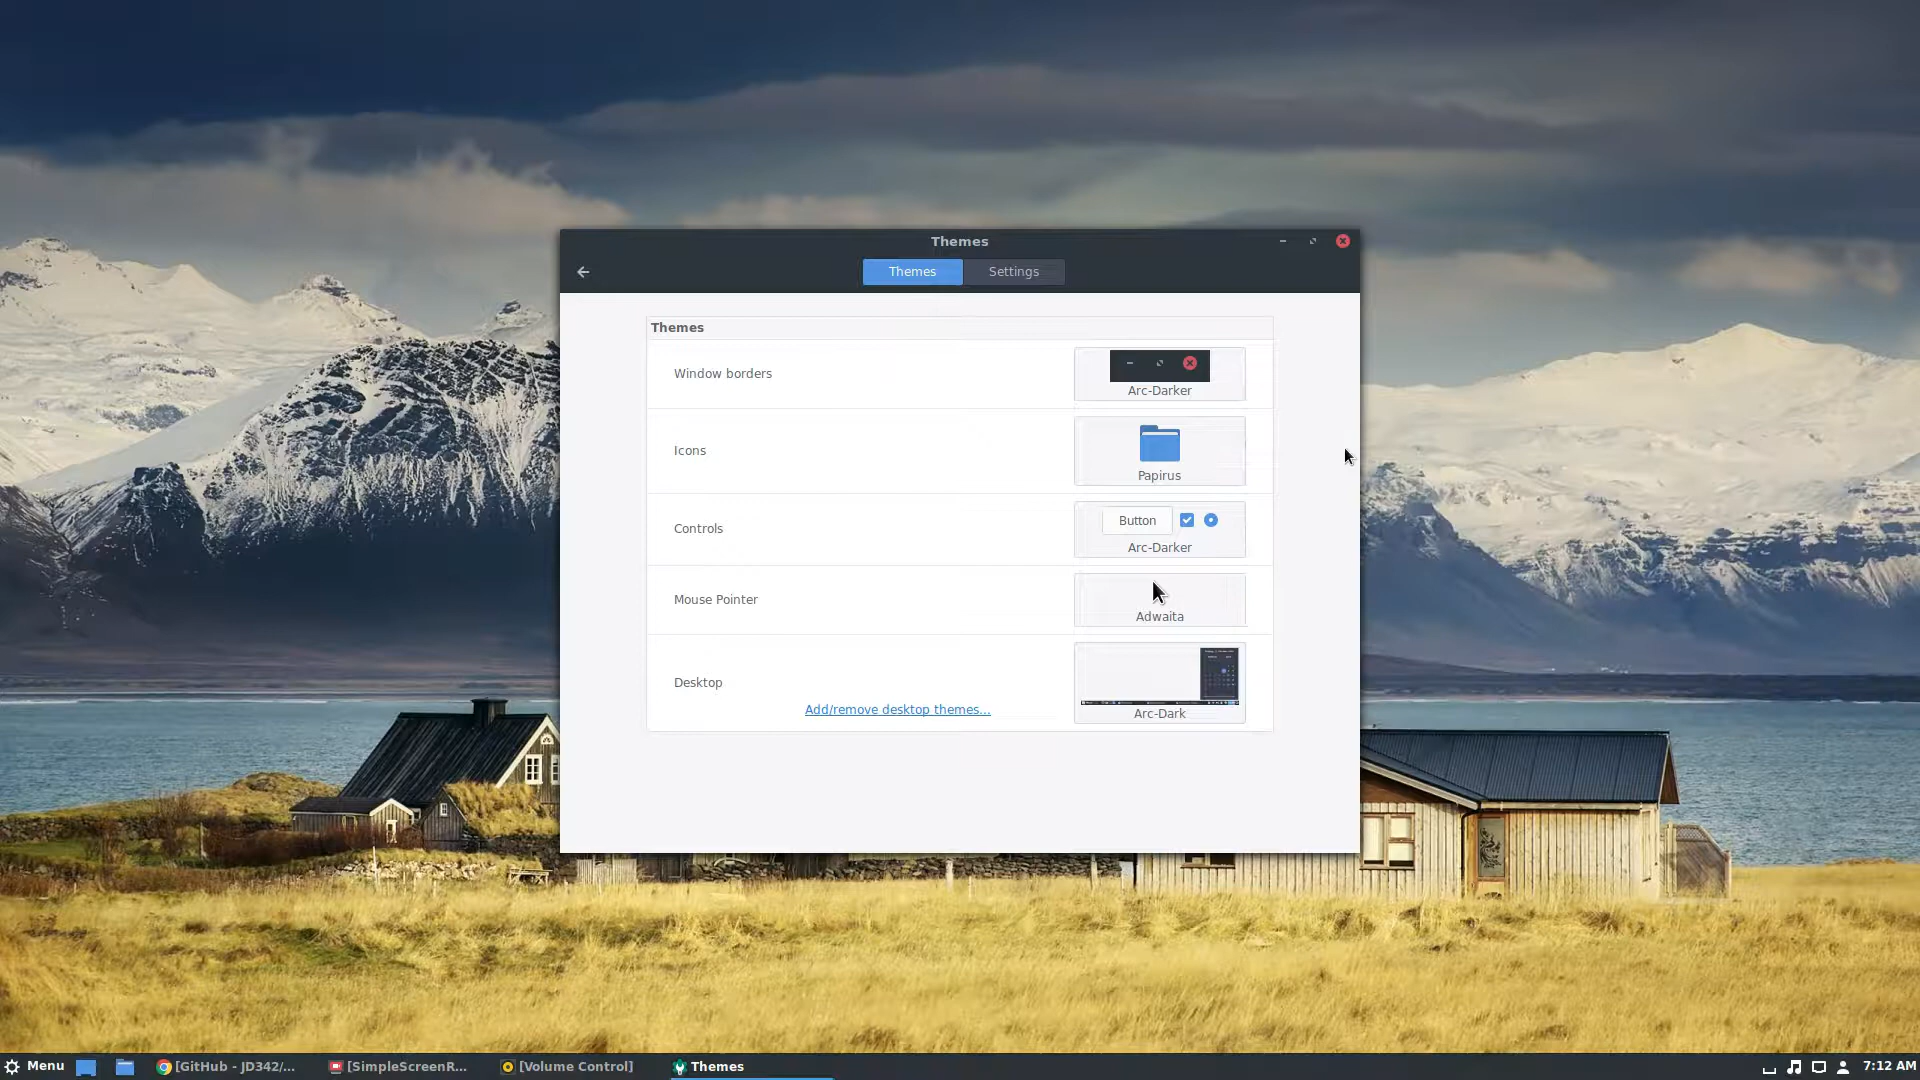 Themes
Themes
Settings
Themes
Window borders
Arc-Darker
Icons
Papirus
Button
Controls
Arc-Darker
Mouse Pointer
Adwaita
Desktop
Add/remove desktop themes...
Arc-Dark
Menu
[GitHub - JD342/...
[SimpleScreenR...
[Volume Control]
Themes
7:12 AM